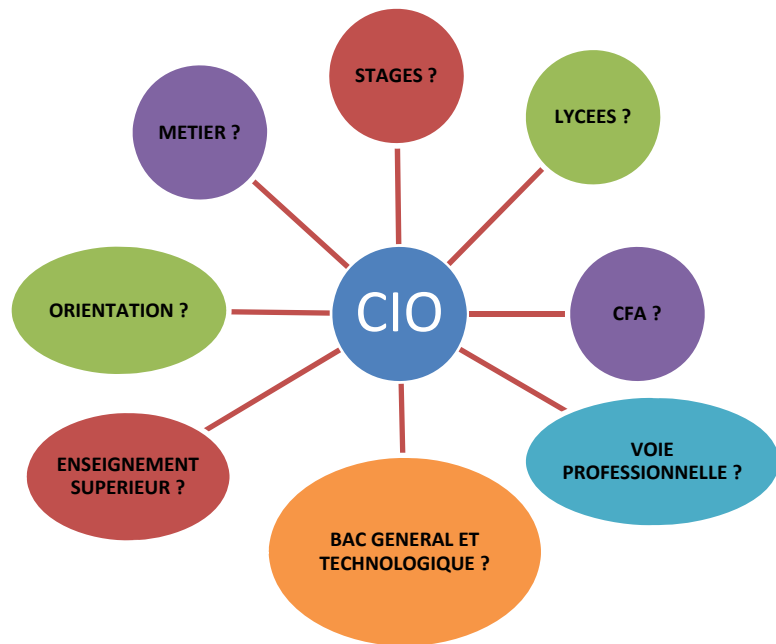 STAGES ?
LYCEES ?
METIER ?
CIO
ORIENTATION ?
CFA ?
ENSEIGNEMENT
SUPERIEUR ?
VOIE
PROFESSIONNELLE ?
BAC GENERAL ET
TECHNOLOGIQUE ?